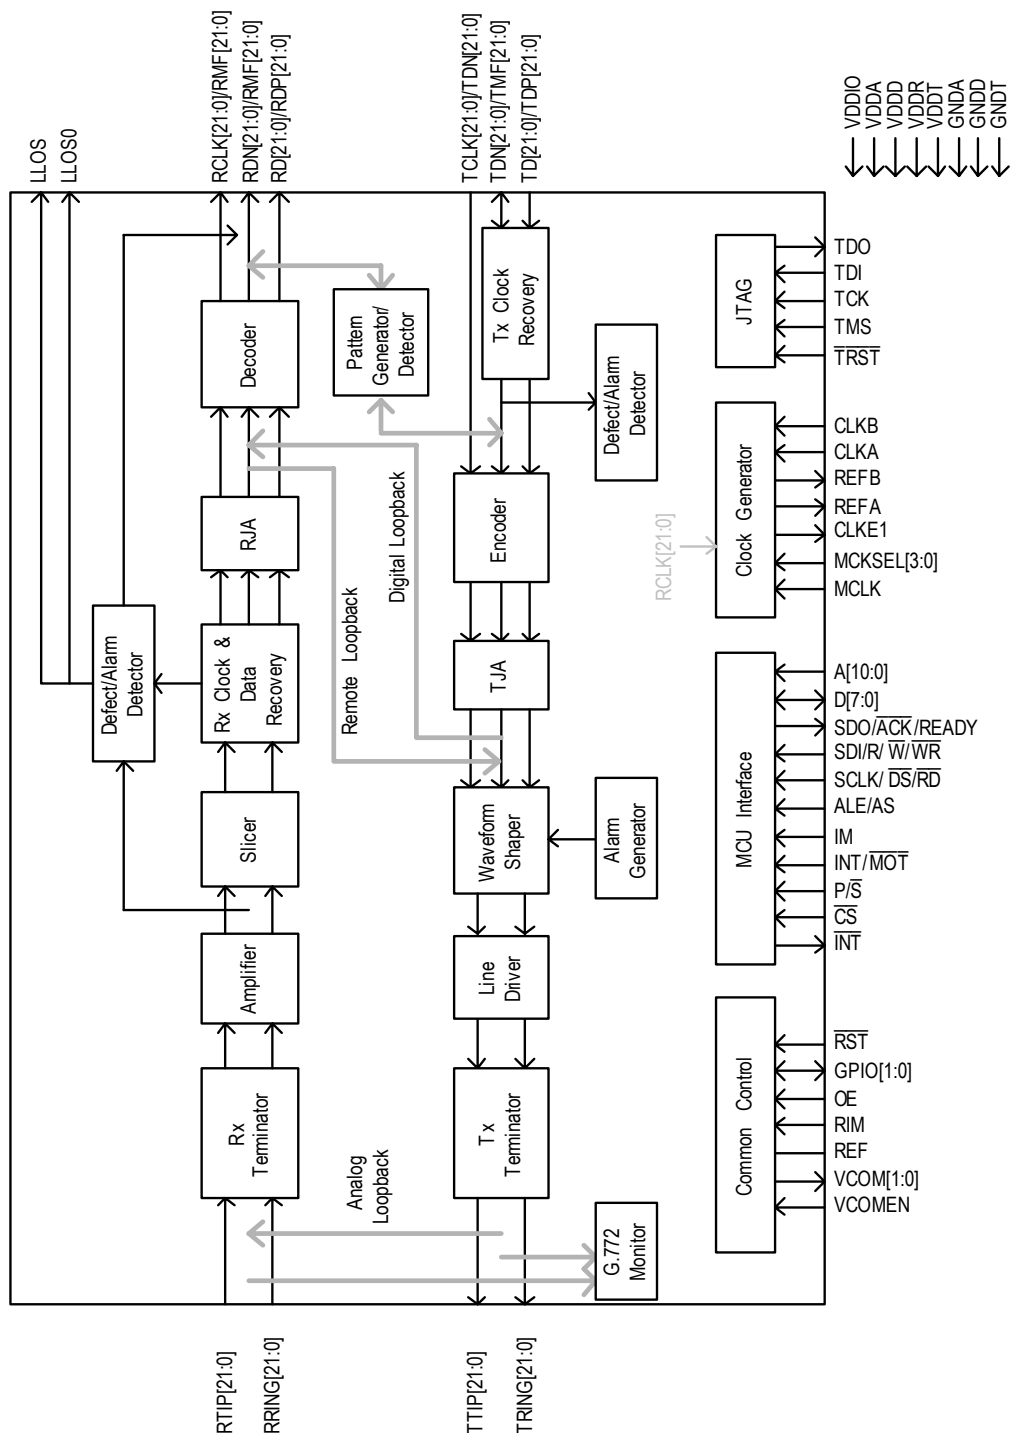 LLOS
LLOS0
RCLK[21:0]/RMF[21:0]
RDN[21:0]/RMF[21:0]
RD[21:0]/RDP[21:0]
TCLK[21:0]/TDN[21:0]
TDN[21:0]/TMF[21:0]
TD[21:0]/TDP[21:0]
VDDIO
VDDA
VDDD
VDDR
VDDT
GNDA
GNDD
GNDT
Decoder
Pattern
Generator/
Detector
Tx Clock
Recovery
Defect/Alarm
Detector
RJA
Digital Loopback
Encoder
Defect/Alarm
Detector
Rx Clock &
Data
Recovery
Remote Loopback
TJA
Slicer
Waveform
Shaper
Alarm
Generator
Amplifier
Line
Driver
Rx
Terminator
Analog
Loopback
Tx
Terminator
G.772
Monitor
JTAG
TDO
TDI
TCK
TMS
TRST
RCLK[21:0]
Clock Generator
CLKB
CLKA
REFB
REFA
CLKE1
MCKSEL[3:0]
MCLK
MCU Interface
A[10:0]
D[7:0]
SDO/ACK/READY
SDI/R/ W/WR
SCLK/ DS/RD
ALE/AS
IM
INT/MOT
P/S
CS
INT
Common Control
RST
GPIO[1:0]
OE
RIM
REF
VCOM[1:0]
VCOMEN
RTIP[21:0]
RRING[21:0]
TTIP[21:0]
TRING[21:0]